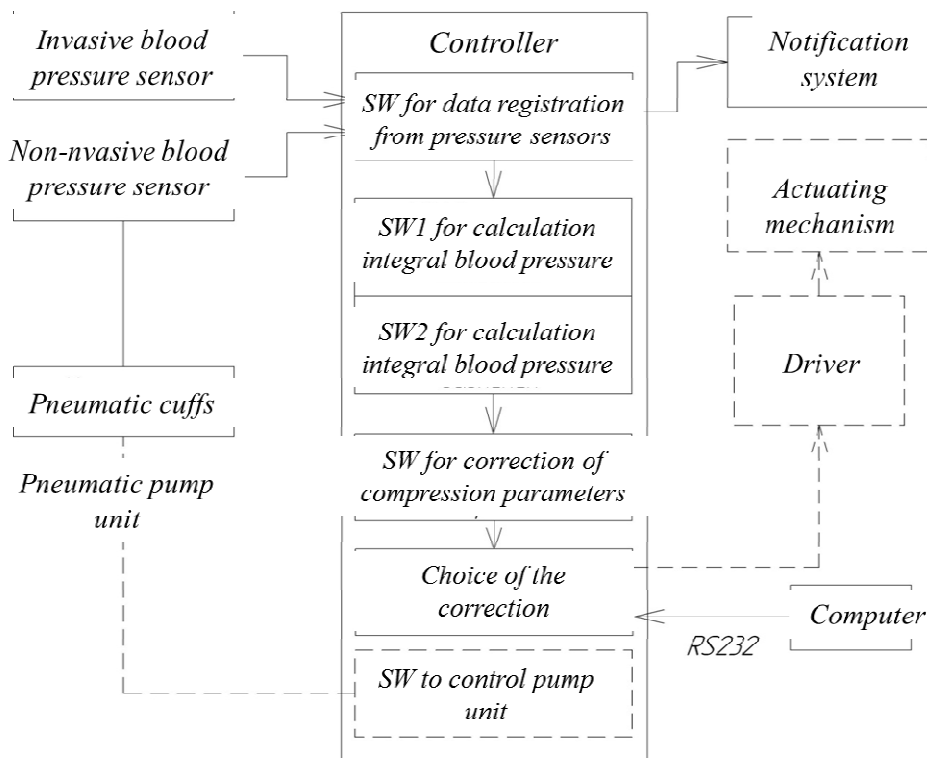 Invasive blood
pressure sensor
Non-nvasive blood
pressure sensor
Pneumatic cuffs
Pneumatic pump
unit
Controller
SW for data registration
from pressure sensors
SW1 for calculation
integral blood pressure
SW2 for calculation
integral blood pressure
SW for correction of
compression parameters
Choice of the
correction
SW to control pump
unit
Notification
system
Actuating
mechanism
Driver
Computer
RS232